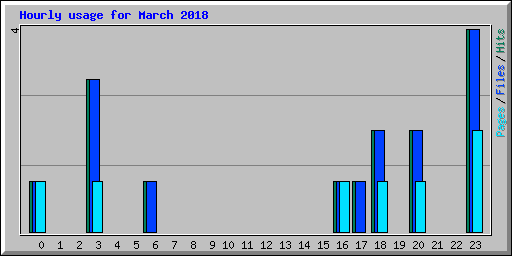 Hourly usage for March 2018
4
Pages/Files/Hits
0 1 2 3 4 5 6 7 8 9 10 11 12 13 14 15 16 17 18 19 20 21 22 23